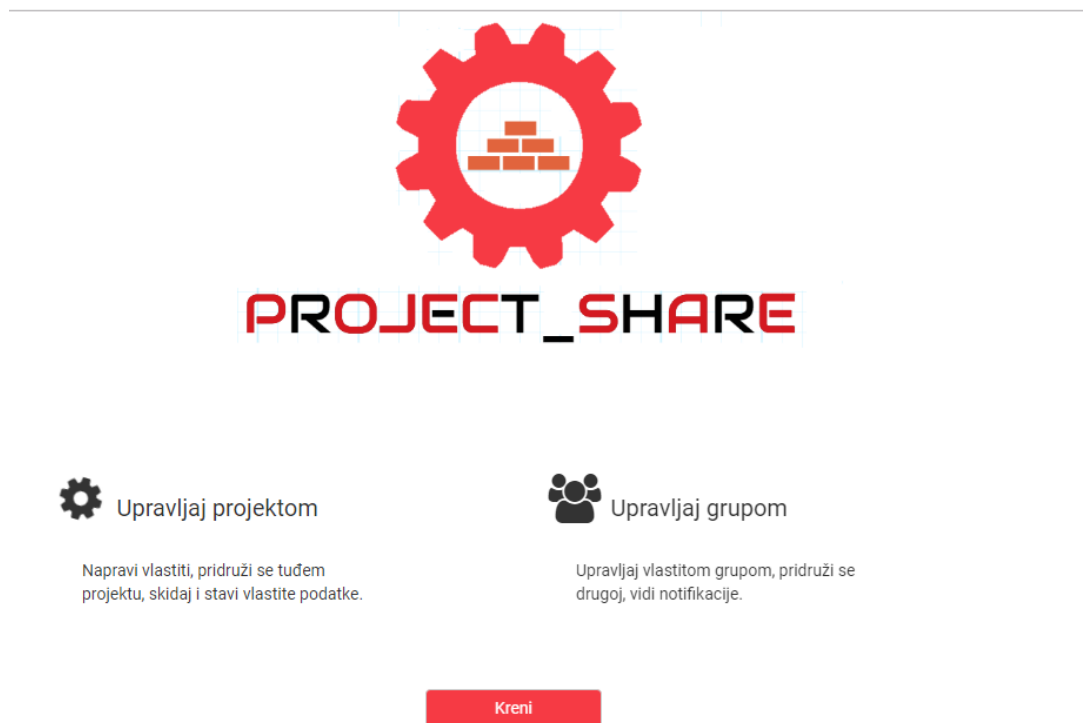 PROJECT_SHARE
Upravljaj projektom
Napravi vlastiti, pridruži se tuđem
projektu, skidaj i stavi vlastite podatke.
Upravljaj grupom
Upravljaj vlastitom grupom, pridruži se
drugoj, vidi notifikacije.
Kreni